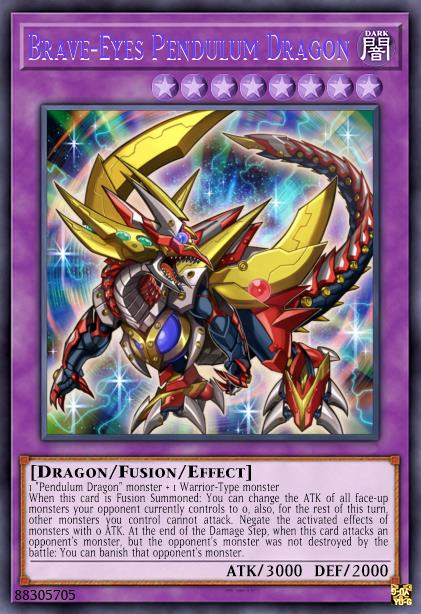 Brave-Eyes Pendulum Dragon
DARK
闇
[Dragon/Fusion/Effect]
1 "Pendulum Dragon" monster + 1 Warrior-Type monster
When this card is Fusion Summoned: You can change the ATK of all face-up
monsters your opponent currently controls to 0, also, for the rest of this turn,
other monsters you control cannot attack. Negate the activated effects of
monsters with 0 ATK. At the end of the Damage Step, when this card attacks an
opponent's monster, but the opponent's monster was not destroyed by the
battle: You can banish that opponent's monster.
ATK/3000 DEF/2000
88305705